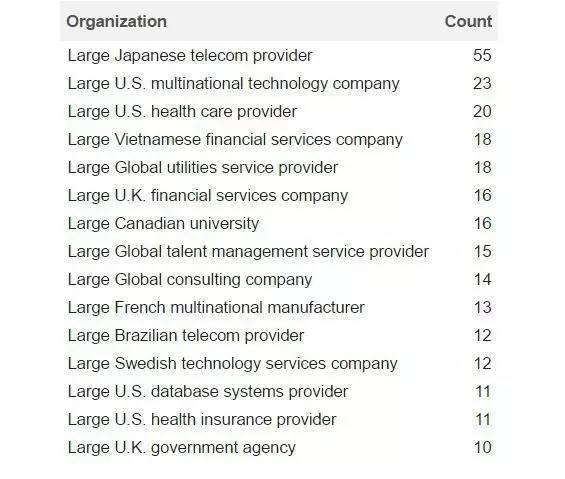 Organization Count
Large Japanese telecom provider 55
Large U.S. multinational technology company 23
Large U.S. health care provider 20
Large Vietnamese financial services company 18
Large Global utilities service provider 18
Large U.K. financial services company 16
Large Canadian university 16
Large Global talent management service provider 15
Large Global consulting company 14
Large French multinational manufacturer 13
Large Brazilian telecom provider 12
Large Swedish technology services company 12
Large U.S. database systems provider 11
Large U.S. health insurance provider 11
Large U.K. government agency 10